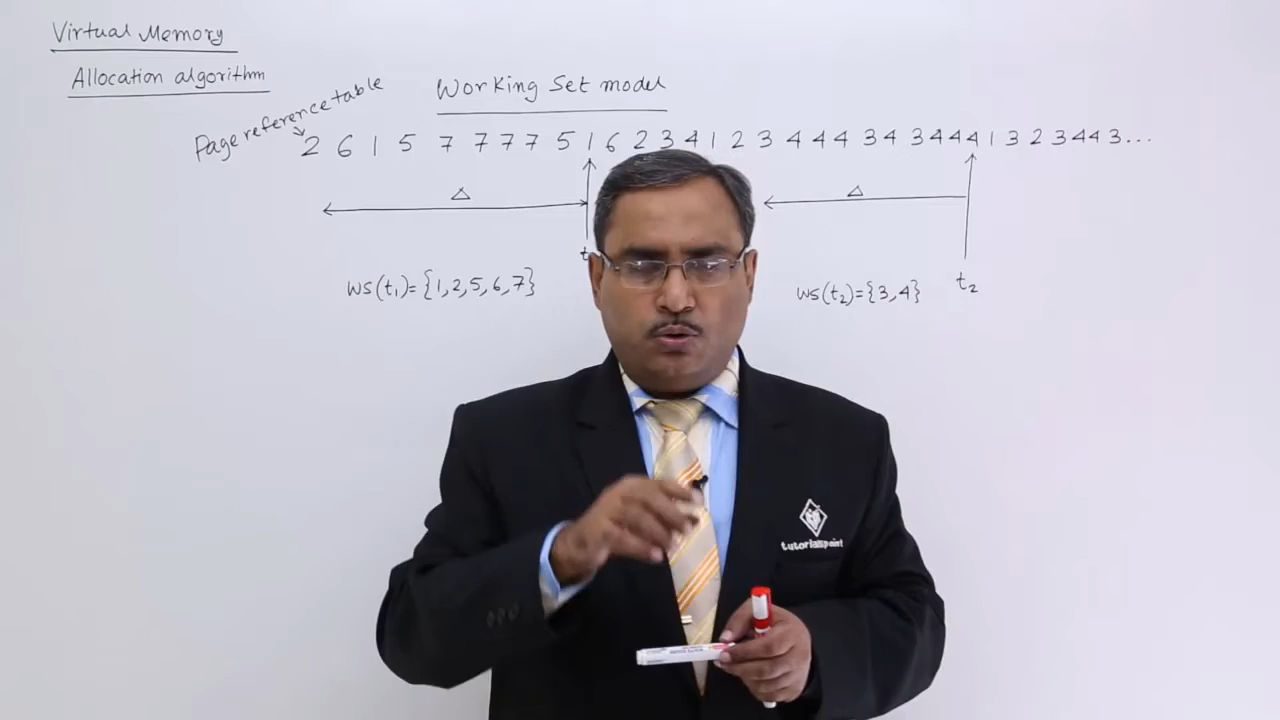 Virtual Memory
Allocation algorithm
Working Set model
Page reference table
2 6 1 5 7 7 7 7 5 1 6 2 3 4 1 2 3 4 4 4 3 4 3 4 4 4 1 3 2 3 4 4 3...
Δ Δ
t t₂
WS(t₁)={1,2,5,6,7} WS(t₂)={3,4}
tutorialspoint